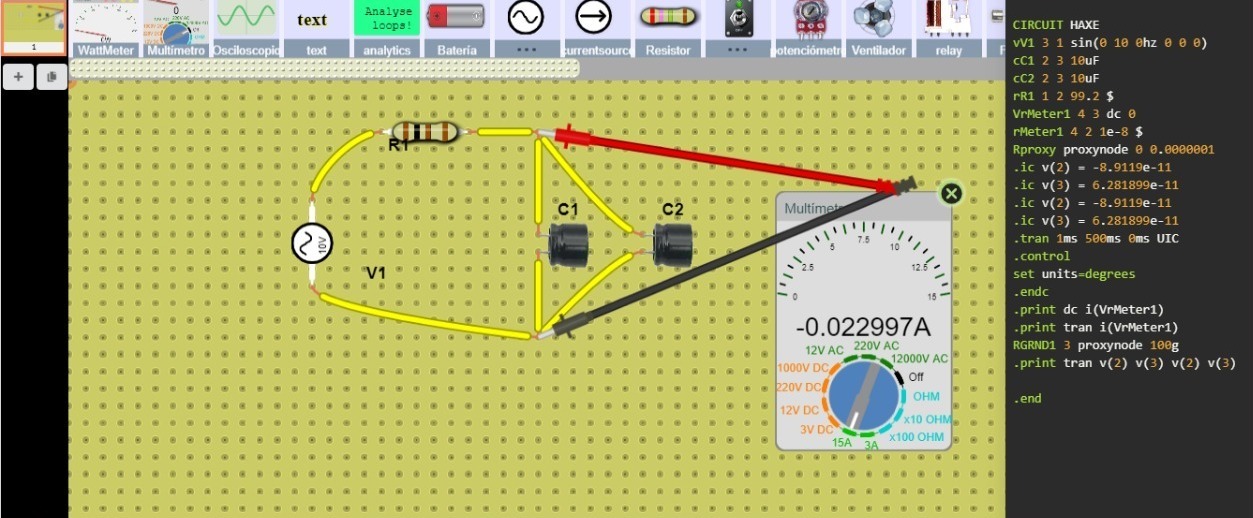 text
Analyse
loops!
1
WattMeter
Multímetro
Osciloscopio
text
analytics
Batería
...
currentsource
Resistor
...
potenciómetro
Ventilador
relay
R1
10V
V1
C1
C2
Multímetr
0
2.5
5
7.5
10
12.5
15
-0.022997A
12V AC
220V AC
12000V AC
1000V DC
Off
220V DC
OHM
12V DC
x10 OHM
3V DC
x100 OHM
15A
3A
CIRCUIT HAXE
vV1 3 1 sin(0 10 0hz 0 0 0)
cC1 2 3 10uF
cC2 2 3 10uF
rR1 1 2 99.2 $
VrMeter1 4 3 dc 0
rMeter1 4 2 1e-8 $
Rproxy proxynode 0 0.0000001
.ic v(2) = -8.9119e-11
.ic v(3) = 6.281899e-11
.ic v(2) = -8.9119e-11
.ic v(3) = 6.281899e-11
.tran 1ms 500ms 0ms UIC
.control
set units=degrees
.endc
.print dc i(VrMeter1)
.print tran i(VrMeter1)
RGRND1 3 proxynode 100g
.print tran v(2) v(3) v(2) v(3)
.end